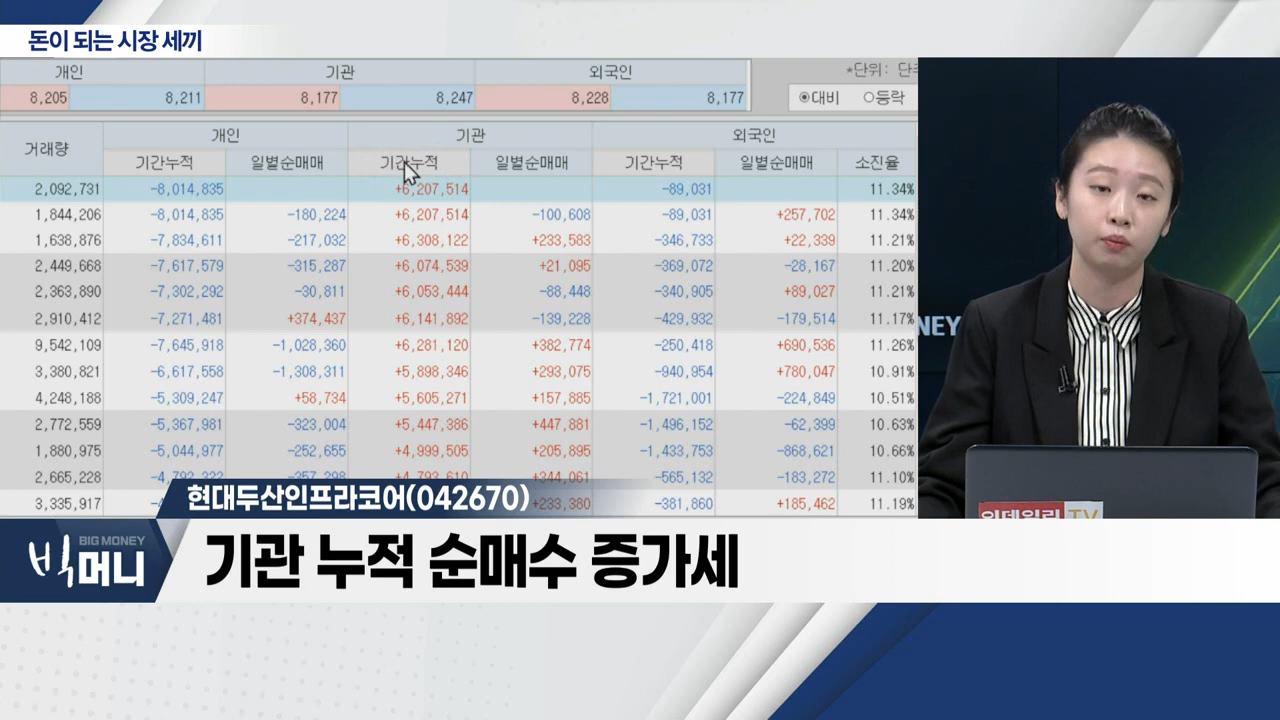 돈이 되는 시장 세끼
개인 기관 외국인 *단위: 단주
8,205 8,211 8,177 8,247 8,228 8,177 ◉대비 ○등락
거래량 개인 기관 외국인
기간누적 일별순매매 기간누적 일별순매매 기간누적 일별순매매 소진율
2,092,731 -8,014,835 +6,207,514 -89,031 11.34%
1,844,206 -8,014,835 -180,224 +6,207,514 -100,608 -89,031 +257,702 11.34%
1,638,876 -7,834,611 -217,032 +6,308,122 +233,583 -346,733 +22,339 11.21%
2,449,668 -7,617,579 -315,287 +6,074,539 +21,095 -369,072 -28,167 11.20%
2,363,890 -7,302,292 -30,811 +6,053,444 -88,448 -340,905 +89,027 11.21%
2,910,412 -7,271,481 +374,437 +6,141,892 -139,228 -429,932 -179,514 11.17%
9,542,109 -7,645,918 -1,028,360 +6,281,120 +382,774 -250,418 +690,536 11.26%
3,380,821 -6,617,558 -1,308,311 +5,898,346 +293,075 -940,954 +780,047 10.91%
4,248,188 -5,309,247 +58,734 +5,605,271 +157,885 -1,721,001 -224,849 10.51%
2,772,559 -5,367,981 -323,004 +5,447,386 +447,881 -1,496,152 -62,399 10.63%
1,880,975 -5,044,977 -252,655 +4,999,505 +205,895 -1,433,753 -868,621 10.66%
2,665,228 -4,792,322 -357,298 +4,793,610 +344,061 -565,132 -183,272 11.10%
3,335,917 +233,380 -381,860 +185,462 11.19%
NEY
이데일리 TV
현대두산인프라코어(042670)
BIG MONEY
빅머니
기관 누적 순매수 증가세